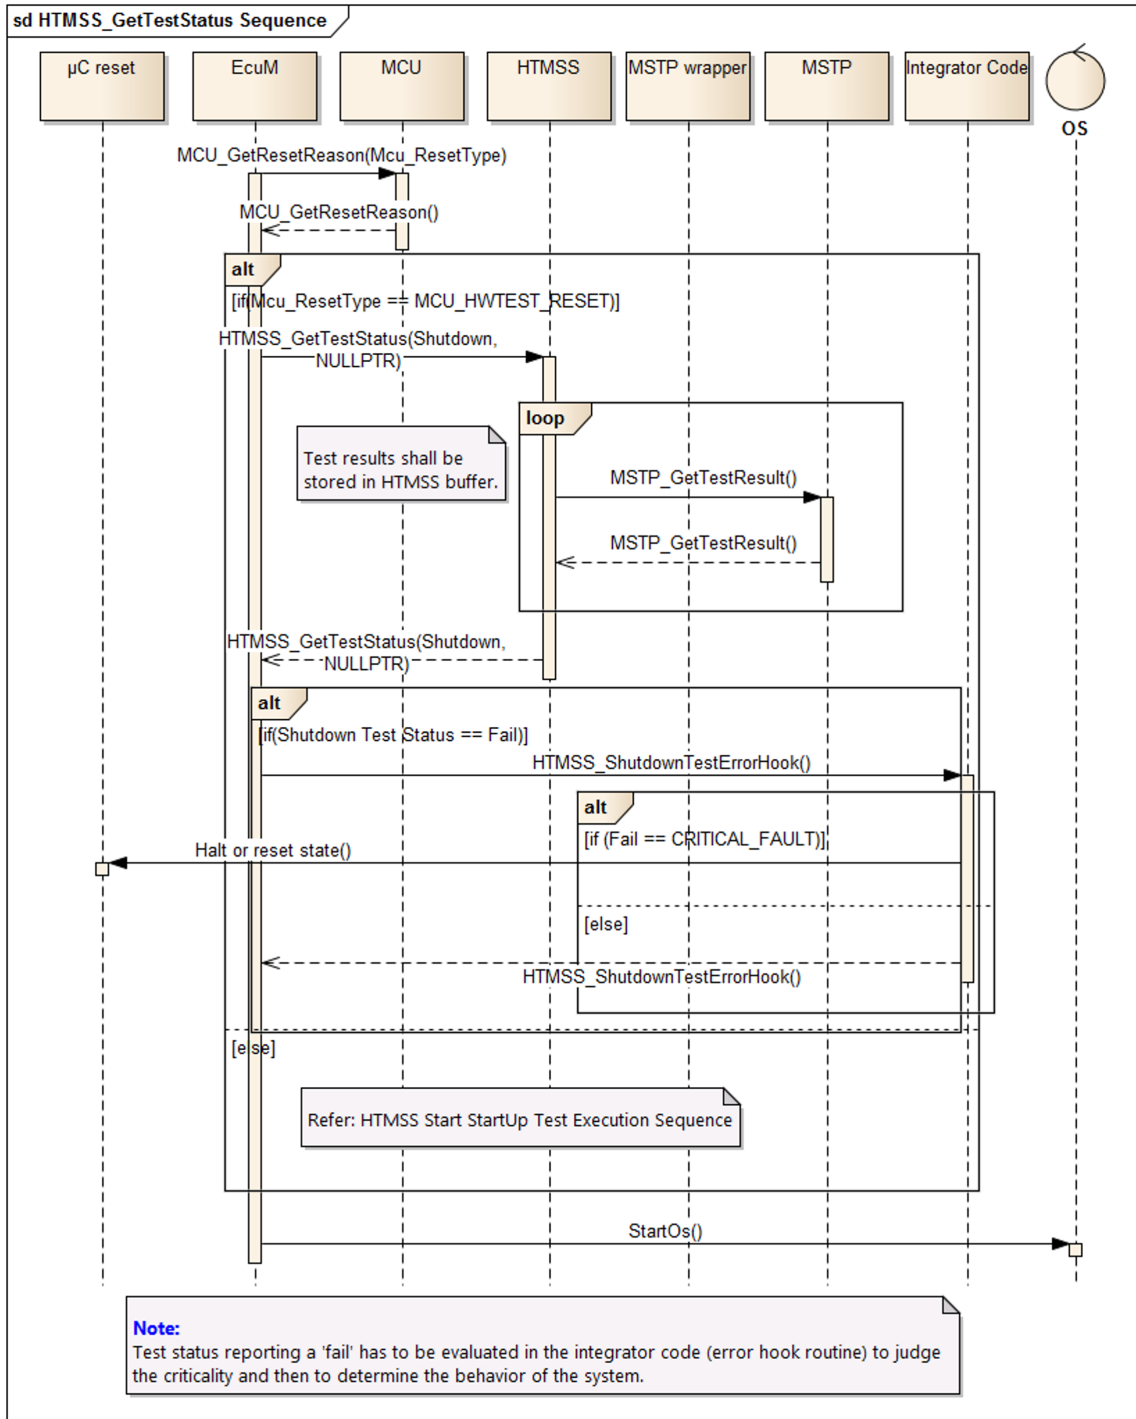 sd HTMSS_GetTestStatus Sequence
µC reset
EcuM
MCU
HTMSS
MSTP wrapper
MSTP
Integrator Code
OS
MCU_GetResetReason(Mcu_ResetType)
MCU_GetResetReason()
alt
[if(Mcu_ResetType == MCU_HWTEST_RESET)]
HTMSS_GetTestStatus(Shutdown,
NULLPTR)
loop
Test results shall be
stored in HTMSS buffer.
MSTP_GetTestResult()
MSTP_GetTestResult()
HTMSS_GetTestStatus(Shutdown,
NULLPTR)
alt
[if(Shutdown Test Status == Fail)]
HTMSS_ShutdownTestErrorHook()
alt
[if (Fail == CRITICAL_FAULT)]
Halt or reset state()
[else]
HTMSS_ShutdownTestErrorHook()
[else]
Refer: HTMSS Start StartUp Test Execution Sequence
StartOs()
Note:
Test status reporting a 'fail' has to be evaluated in the integrator code (error hook routine) to judge
the criticality and then to determine the behavior of the system.